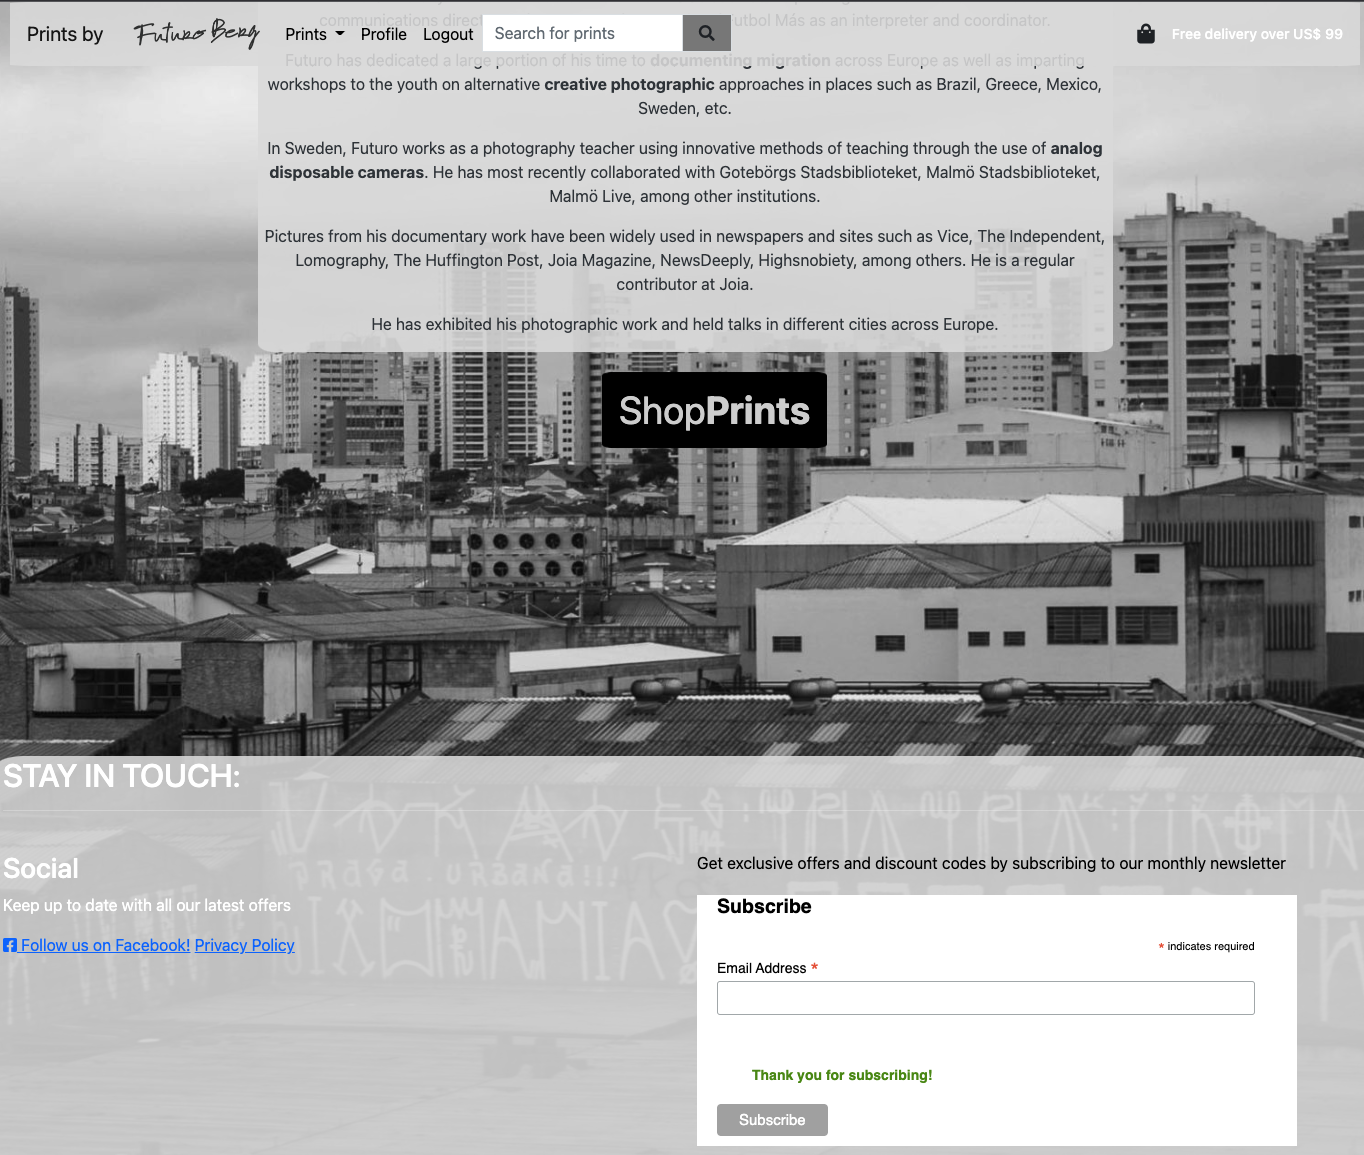 communications direct utbol Más as an interpreter and coordinator.
Prints by Futuro Berg Prints Profile Logout Search for prints Free delivery over US$ 99
Futuro has dedicated a large portion of his time to documenting migration across Europe as well as imparting
workshops to the youth on alternative creative photographic approaches in places such as Brazil, Greece, Mexico,
Sweden, etc.
In Sweden, Futuro works as a photography teacher using innovative methods of teaching through the use of analog
disposable cameras. He has most recently collaborated with Gotebörgs Stadsbiblioteket, Malmö Stadsbiblioteket,
Malmö Live, among other institutions.
Pictures from his documentary work have been widely used in newspapers and sites such as Vice, The Independent,
Lomography, The Huffington Post, Joia Magazine, NewsDeeply, Highsnobiety, among others. He is a regular
contributor at Joia.
He has exhibited his photographic work and held talks in different cities across Europe.
ShopPrints
STAY IN TOUCH:
Social
Keep up to date with all our latest offers
Follow us on Facebook! Privacy Policy
Get exclusive offers and discount codes by subscribing to our monthly newsletter
Subscribe
* indicates required
Email Address *
Thank you for subscribing!
Subscribe